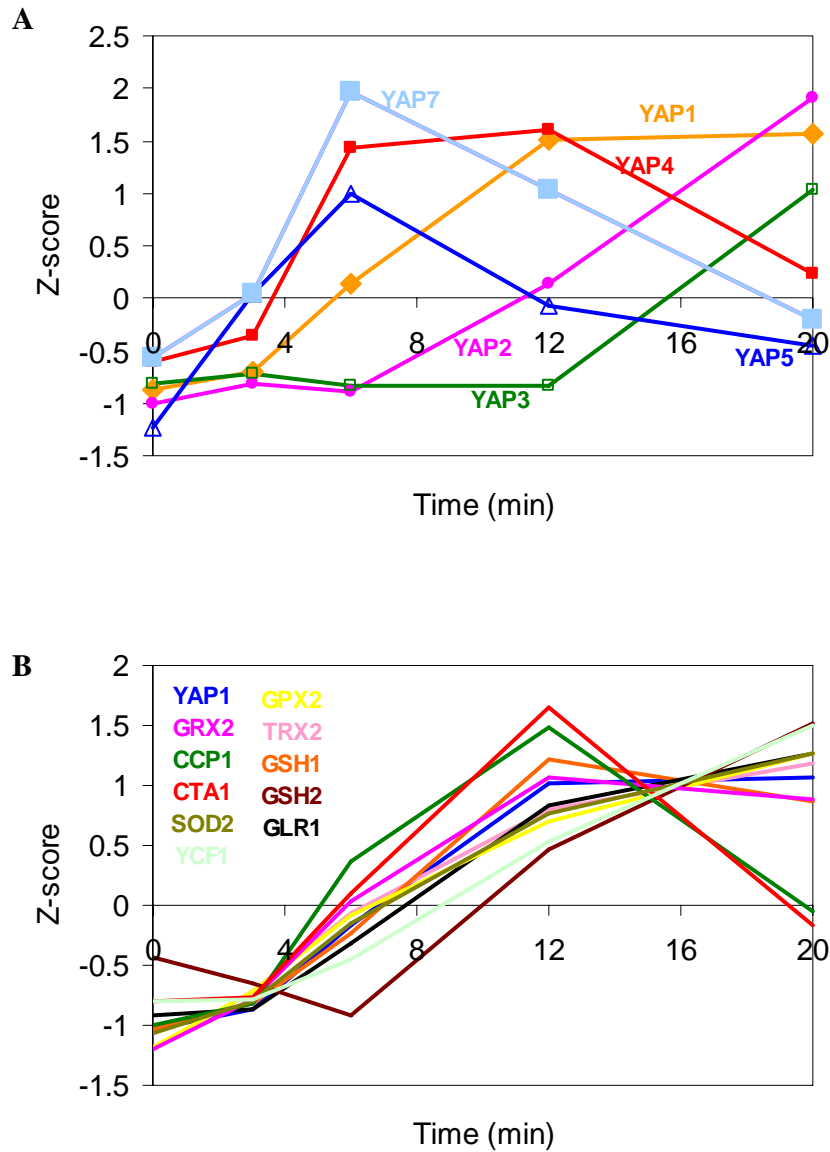 A
2.5
2
1.5
1
0.5
0
-0.5
-1
-1.5
Z-score
0 4 8 12 16 20
YAP7
YAP1
YAP4
YAP2
YAP5
YAP3
Time (min)
B
2
1.5
1
0.5
0
-0.5
-1
-1.5
Z-score
YAP1 GPX2
GRX2 TRX2
CCP1 GSH1
CTA1 GSH2
SOD2 GLR1
YCF1
0 4 8 12 16 20
Time (min)